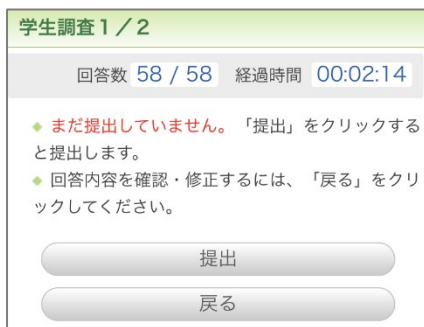 学生調査１／２
回答数 58 / 58 経過時間 00:02:14
まだ提出していません。「提出」をクリックする
と提出します。
回答内容を確認・修正するには、「戻る」をクリ
ックしてください。
提出
戻る